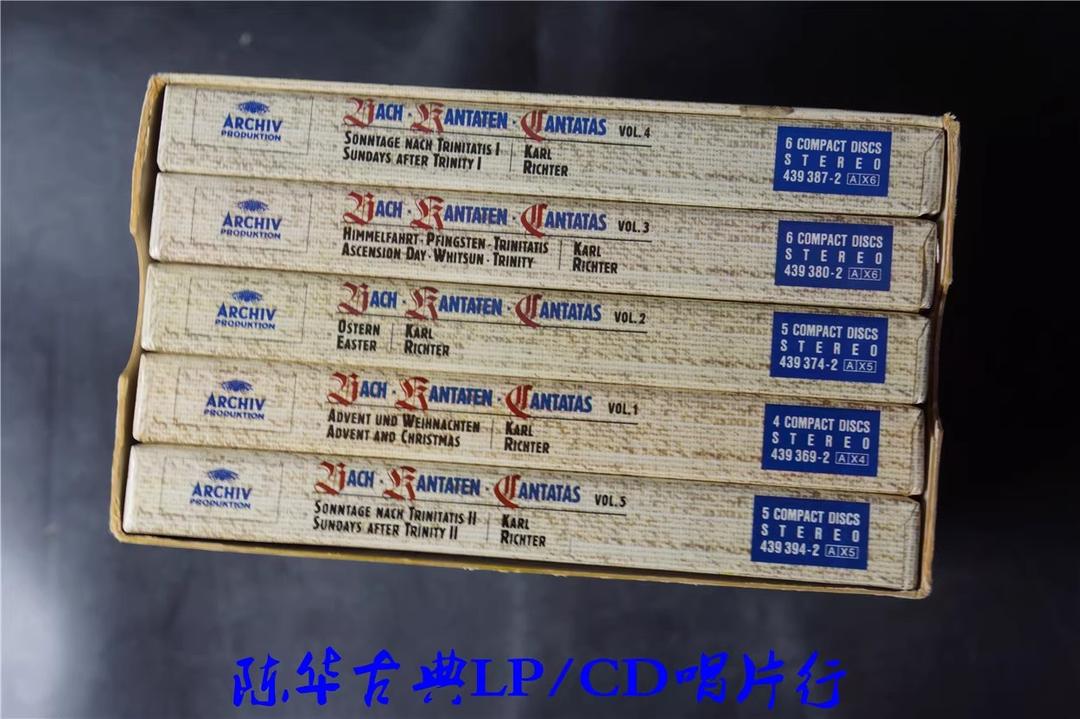 ARCHIV
PRODUKTION
BACH · KANTATEN · CANTATAS VOL. 4
SONNTAGE NACH TRINITATIS I
SUNDAYS AFTER TRINITY I
KARL
RICHTER
6 COMPACT DISCS
STEREO
439 387-2 A X6
ARCHIV
PRODUKTION
BACH · KANTATEN · CANTATAS VOL. 3
HIMMELFAHRT · PFINGSTEN · TRINITATIS
ASCENSION DAY · WHITSUN · TRINITY
KARL
RICHTER
6 COMPACT DISCS
STEREO
439 380-2 A X6
ARCHIV
PRODUKTION
BACH · KANTATEN · CANTATAS VOL. 2
OSTERN
EASTER
KARL
RICHTER
5 COMPACT DISCS
STEREO
439 374-2 A X5
ARCHIV
PRODUKTION
BACH · KANTATEN · CANTATAS VOL. 1
ADVENT UND WEIHNACHTEN
ADVENT AND CHRISTMAS
KARL
RICHTER
4 COMPACT DISCS
STEREO
439 369-2 A X4
ARCHIV
PRODUKTION
BACH · KANTATEN · CANTATAS VOL. 5
SONNTAGE NACH TRINITATIS II
SUNDAYS AFTER TRINITY II
KARL
RICHTER
5 COMPACT DISCS
STEREO
439 394-2 A X5
陈华古典LP/CD唱片行